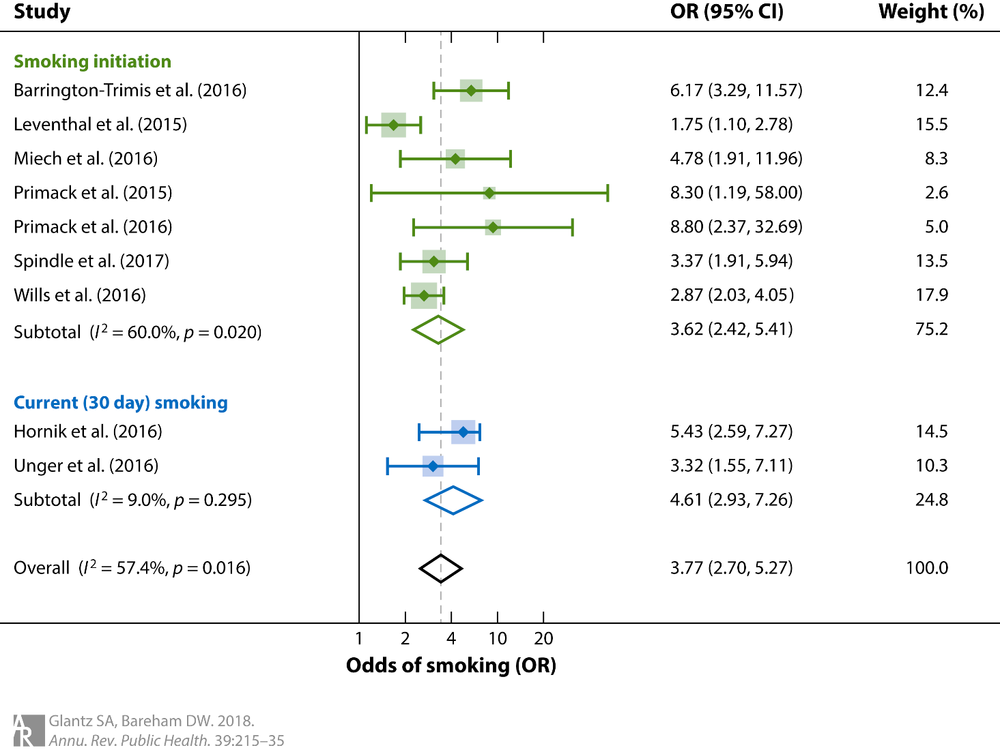 Study OR (95% CI) Weight (%)
Smoking initiation
Barrington-Trimis et al. (2016) 6.17 (3.29, 11.57) 12.4
Leventhal et al. (2015) 1.75 (1.10, 2.78) 15.5
Miech et al. (2016) 4.78 (1.91, 11.96) 8.3
Primack et al. (2015) 8.30 (1.19, 58.00) 2.6
Primack et al. (2016) 8.80 (2.37, 32.69) 5.0
Spindle et al. (2017) 3.37 (1.91, 5.94) 13.5
Wills et al. (2016) 2.87 (2.03, 4.05) 17.9
Subtotal (I² = 60.0%, p = 0.020) 3.62 (2.42, 5.41) 75.2
Current (30 day) smoking
Hornik et al. (2016) 5.43 (2.59, 7.27) 14.5
Unger et al. (2016) 3.32 (1.55, 7.11) 10.3
Subtotal (I² = 9.0%, p = 0.295) 4.61 (2.93, 7.26) 24.8
Overall (I² = 57.4%, p = 0.016) 3.77 (2.70, 5.27) 100.0
1 2 4 10 20
Odds of smoking (OR)
AR Glantz SA, Bareham DW. 2018.
Annu. Rev. Public Health. 39:215–35